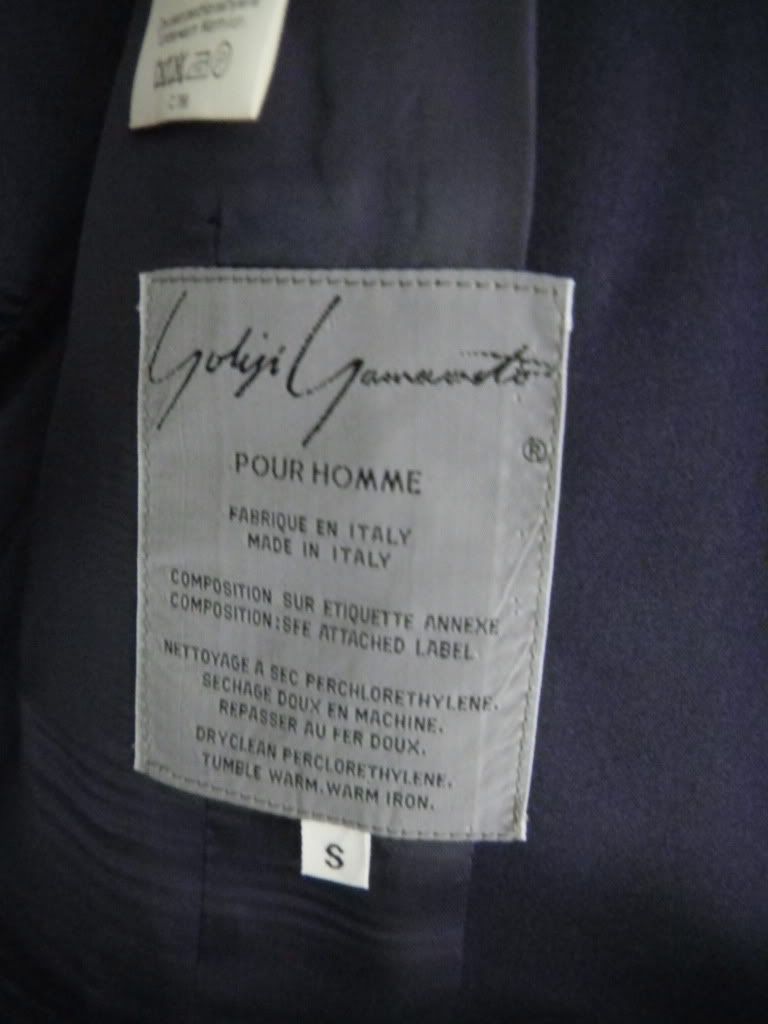 Yohji Yamamoto
®
POUR HOMME
FABRIQUE EN ITALY
MADE IN ITALY
COMPOSITION SUR ETIQUETTE ANNEXE
COMPOSITION:SEE ATTACHED LABEL
NETTOYAGE A SEC PERCHLORETHYLENE.
SECHAGE DOUX EN MACHINE.
REPASSER AU FER DOUX.
DRYCLEAN PERCLORETHYLENE.
TUMBLE WARM.WARM IRON.
S